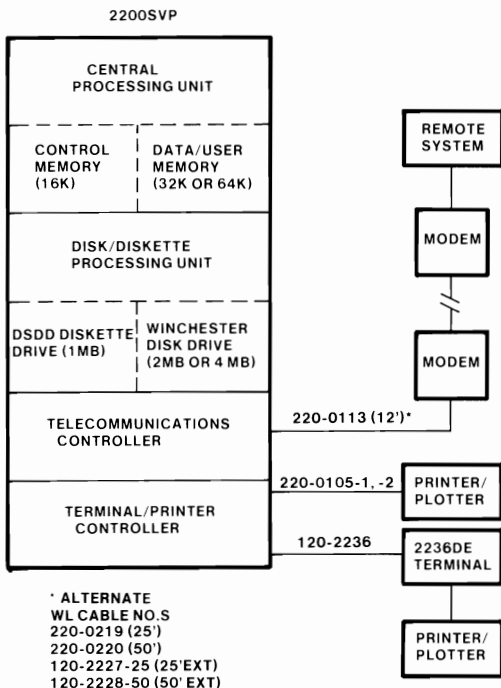 2200SVP
CENTRAL
PROCESSING UNIT
CONTROL
MEMORY
(16K)
DATA/USER
MEMORY
(32K OR 64K)
DISK/DISKETTE
PROCESSING UNIT
DSDD DISKETTE
DRIVE (1MB)
WINCHESTER
DISK DRIVE
(2MB OR 4 MB)
TELECOMMUNICATIONS
CONTROLLER
TERMINAL/PRINTER
CONTROLLER
REMOTE
SYSTEM
MODEM
MODEM
220-0113 (12')*
220-0105-1, -2
PRINTER/
PLOTTER
120-2236
2236DE
TERMINAL
PRINTER/
PLOTTER
* ALTERNATE
WL CABLE NO.S
220-0219 (25')
220-0220 (50')
120-2227-25 (25'EXT)
120-2228-50 (50' EXT)